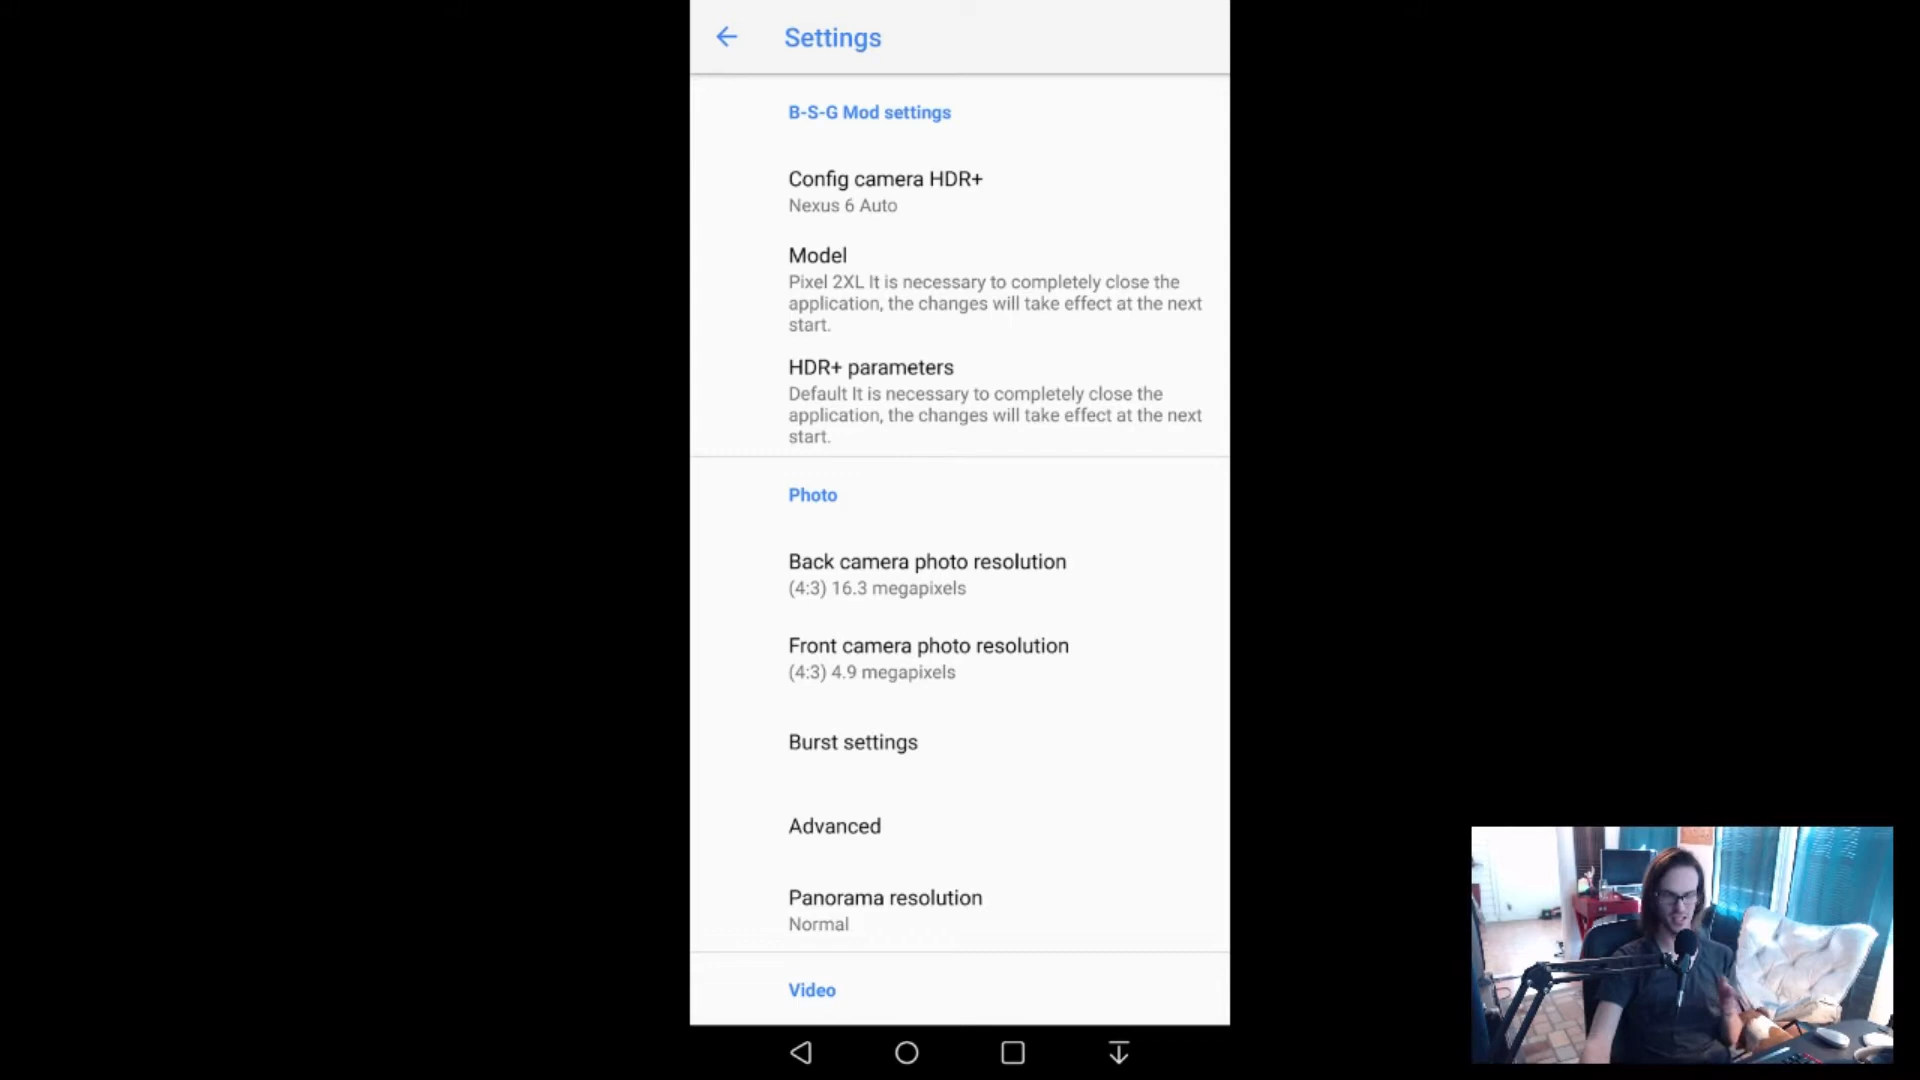 Settings
B-S-G Mod settings
Config camera HDR+
Nexus 6 Auto
Model
Pixel 2XL It is necessary to completely close the
application, the changes will take effect at the next
start.
HDR+ parameters
Default It is necessary to completely close the
application, the changes will take effect at the next
start.
Photo
Back camera photo resolution
(4:3) 16.3 megapixels
Front camera photo resolution
(4:3) 4.9 megapixels
Burst settings
Advanced
Panorama resolution
Normal
Video